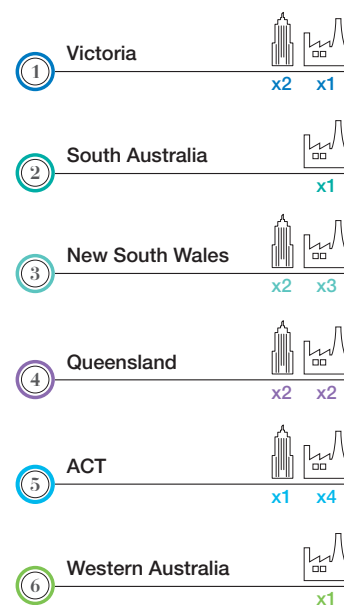 1 Victoria
x2 x1
2 South Australia
x1
3 New South Wales
x2 x3
4 Queensland
x2 x2
5 ACT
x1 x4
6 Western Australia
x1